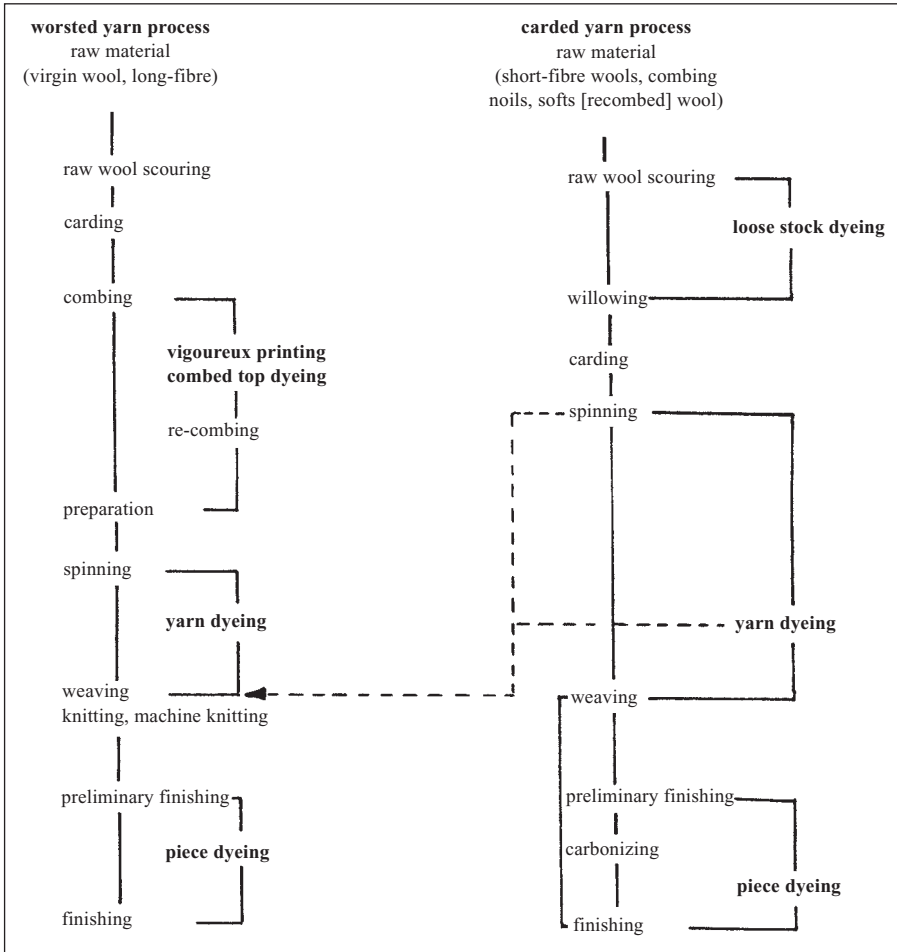 worsted yarn process
raw material
(virgin wool, long-fibre)
raw wool scouring
carding
combing
vigoureux printing
combed top dyeing
re-combing
preparation
spinning
yarn dyeing
weaving
knitting, machine knitting
preliminary finishing
piece dyeing
finishing
carded yarn process
raw material
(short-fibre wools, combing
noils, softs [recombed] wool)
raw wool scouring
loose stock dyeing
willowing
carding
spinning
yarn dyeing
weaving
preliminary finishing
carbonizing
piece dyeing
finishing